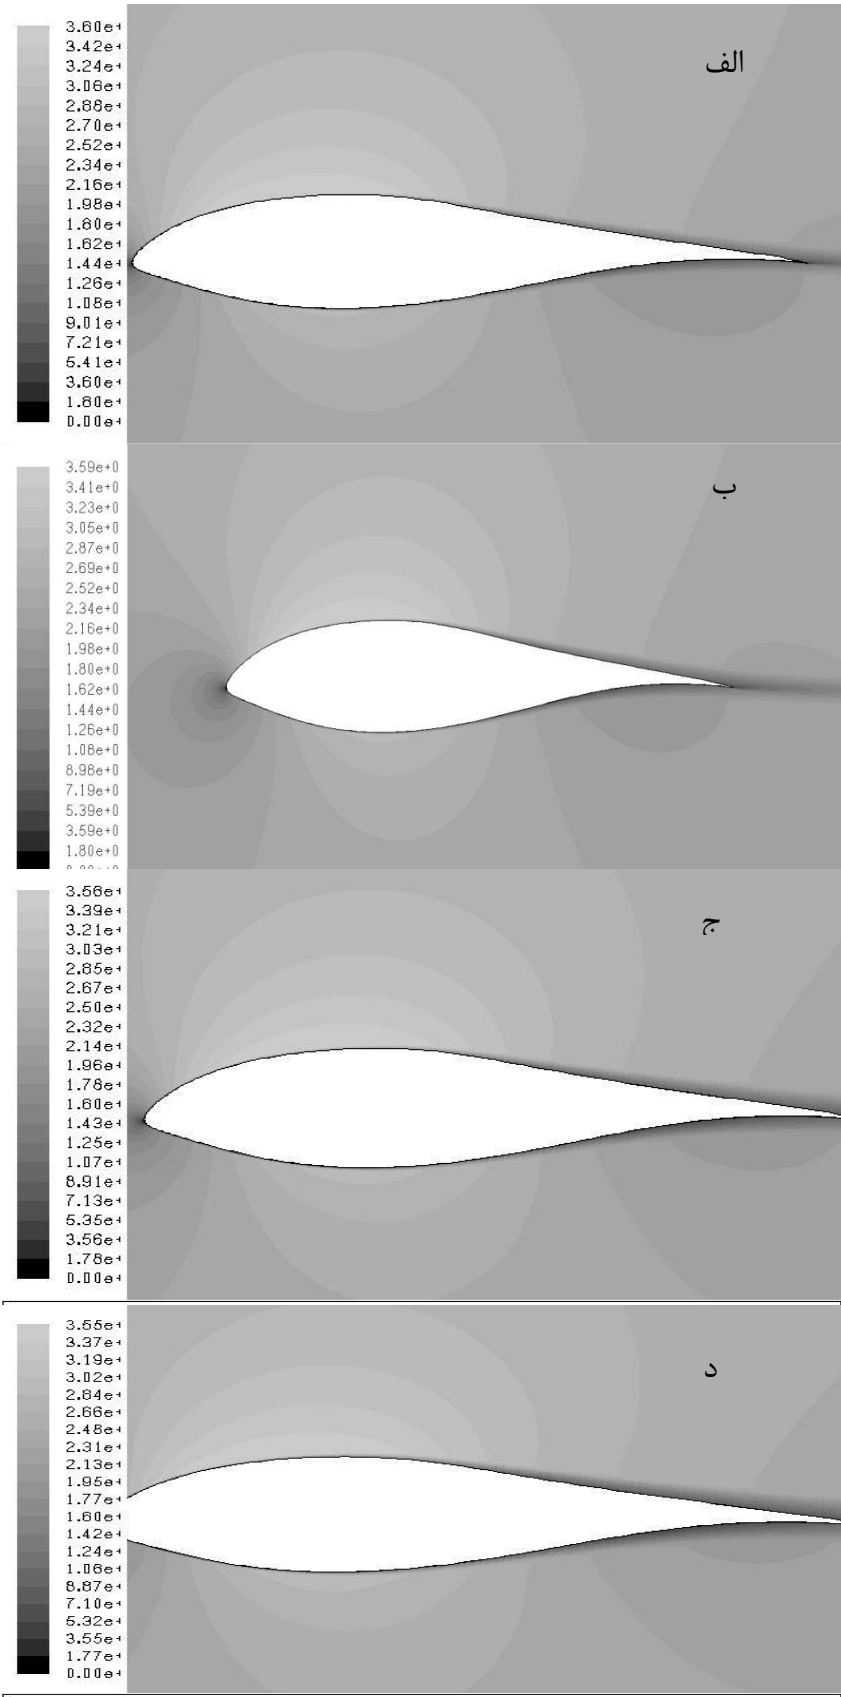 الف
3.60e+
3.42e+
3.24e+
3.06e+
2.88e+
2.70e+
2.52e+
2.34e+
2.16e+
1.98e+
1.80e+
1.62e+
1.44e+
1.26e+
1.08e+
9.01e+
7.21e+
5.41e+
3.60e+
1.80e+
0.00e+
ب
3.59e+0
3.41e+0
3.23e+0
3.05e+0
2.87e+0
2.69e+0
2.52e+0
2.34e+0
2.16e+0
1.98e+0
1.80e+0
1.62e+0
1.44e+0
1.26e+0
1.08e+0
8.98e+0
7.19e+0
5.39e+0
3.59e+0
1.80e+0
ج
3.56e+
3.39e+
3.21e+
3.03e+
2.85e+
2.67e+
2.50e+
2.32e+
2.14e+
1.96e+
1.78e+
1.60e+
1.43e+
1.25e+
1.07e+
8.91e+
7.13e+
5.35e+
3.56e+
1.78e+
0.00e+
د
3.55e+
3.37e+
3.19e+
3.02e+
2.84e+
2.66e+
2.48e+
2.31e+
2.13e+
1.95e+
1.77e+
1.60e+
1.42e+
1.24e+
1.06e+
8.87e+
7.10e+
5.32e+
3.55e+
1.77e+
0.00e+